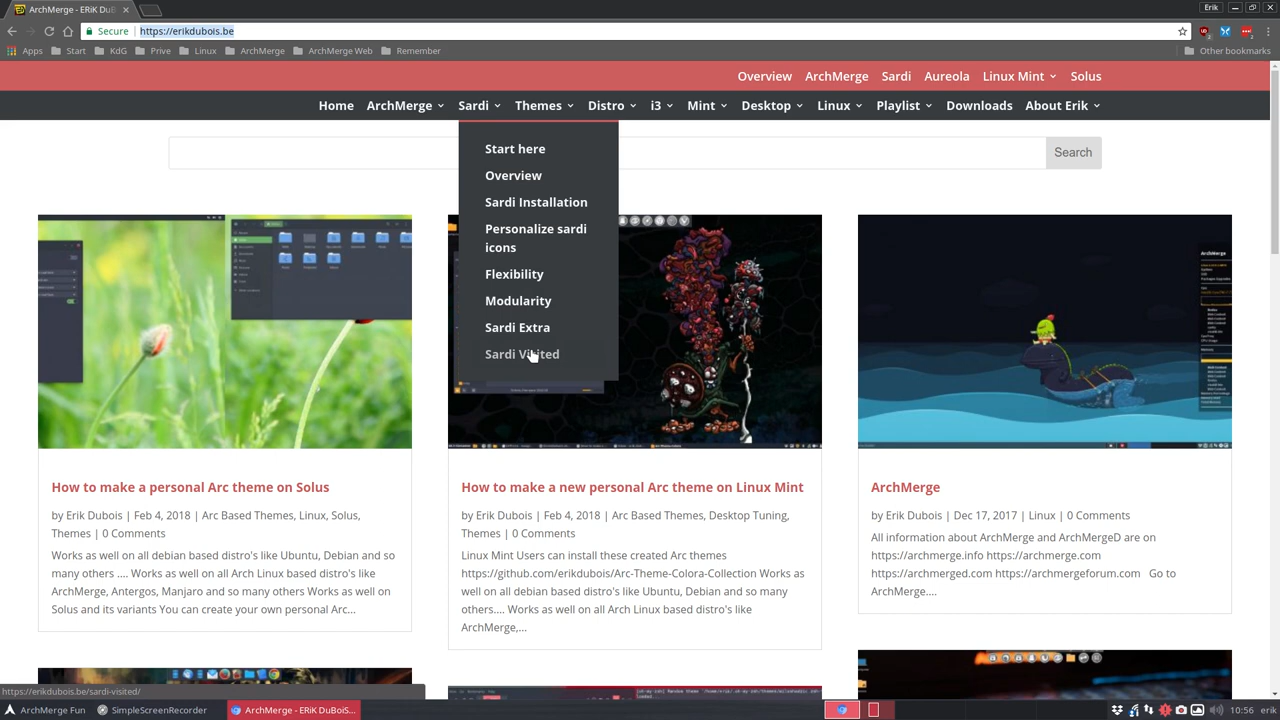 ArchMerge - ERiK DuB
Erik
Secure
https://erikdubois.be
Apps Start KdG Prive Linux ArchMerge ArchMerge Web Remember Other bookmarks
Overview ArchMerge Sardi Aureola Linux Mint Solus
Home ArchMerge Sardi Themes Distro i3 Mint Desktop Linux Playlist Downloads About Erik
Search
Start here
Overview
Sardi Installation
Personalize sardi
icons
Flexibility
Modularity
Sardi Extra
Sardi Visited
How to make a personal Arc theme on Solus
by Erik Dubois | Feb 4, 2018 | Arc Based Themes, Linux, Solus,
Themes | 0 Comments
Works as well on all debian based distro's like Ubuntu, Debian and so
many others .... Works as well on all Arch Linux based distro's like
ArchMerge, Antergos, Manjaro and so many others Works as well on
Solus and its variants You can create your own personal Arc...
How to make a new personal Arc theme on Linux Mint
by Erik Dubois | Feb 4, 2018 | Arc Based Themes, Desktop Tuning,
Themes | 0 Comments
Linux Mint Users can install these created Arc themes
https://github.com/erikdubois/Arc-Theme-Colora-Collection Works as
well on all debian based distro's like Ubuntu, Debian and so many
others.... Works as well on all Arch Linux based distro's like
ArchMerge,...
ArchMerge
ArchMerge
by Erik Dubois | Dec 17, 2017 | Linux | 0 Comments
All information about ArchMerge and ArchMergeD are on
https://archmerge.info https://archmerge.com
https://archmerged.com https://archmergeforum.com Go to
ArchMerge....
https://erikdubois.be/sardi-visited/
ArchMerge Fun SimpleScreenRecorder ArchMerge - ERiK DuBoiS... 10:56 erik